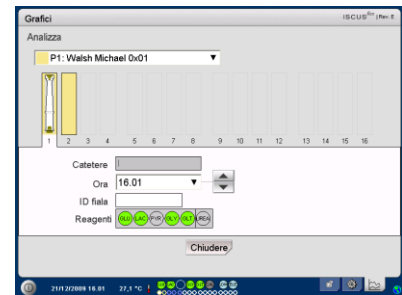 Grafici ISCUSflex |Rev. E
Analizza
P1: Walsh Michael 0x01
1 2 3 4 5 6 7 8 9 10 11 12 13 14 15 16
Catetere
Ora 16.01
ID fiala
Reagenti GLU LAC PYR GLY GLT UREA
Chiudere
21/12/2009 16.01 27,1 °C